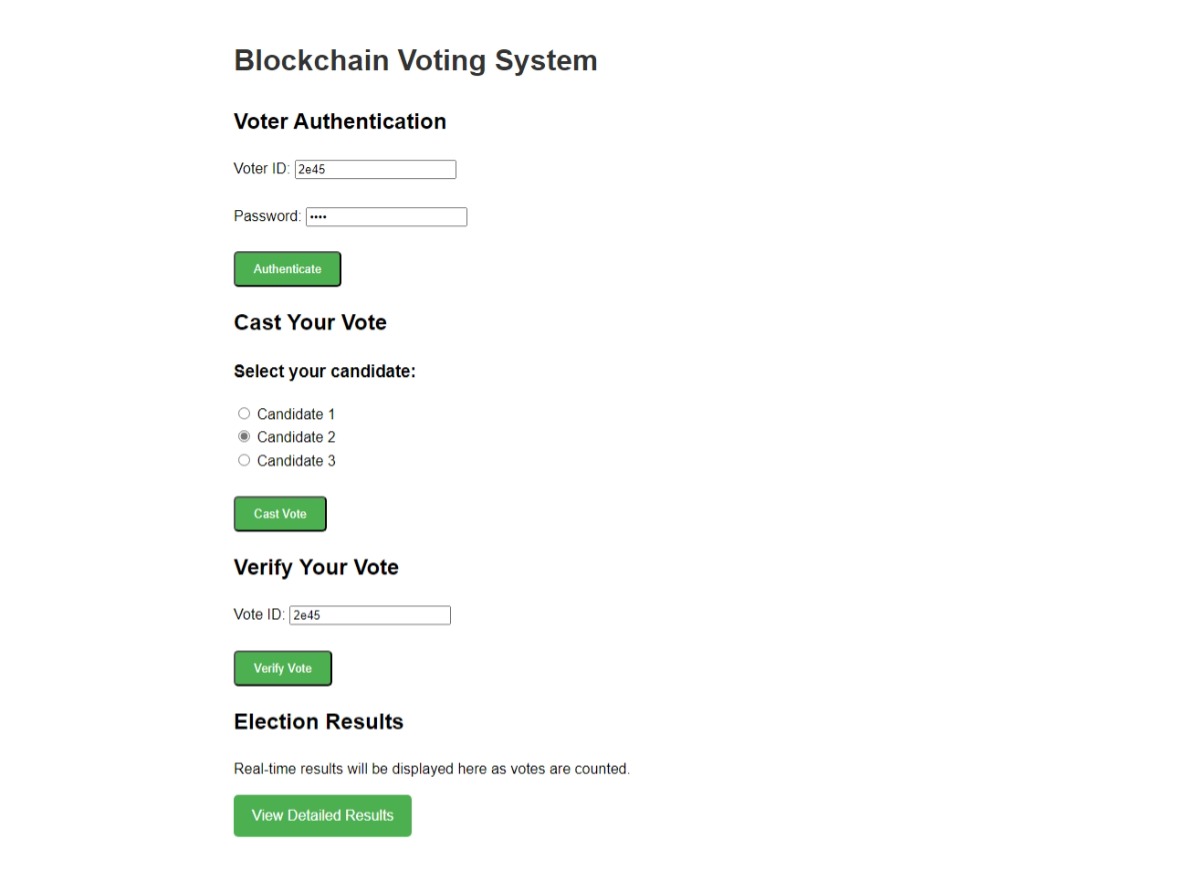 Blockchain Voting System
Voter Authentication
Voter ID: 2e45
Password: ••••
Authenticate
Cast Your Vote
Select your candidate:
Candidate 1
Candidate 2
Candidate 3
Cast Vote
Verify Your Vote
Vote ID: 2e45
Verify Vote
Election Results
Real-time results will be displayed here as votes are counted.
View Detailed Results